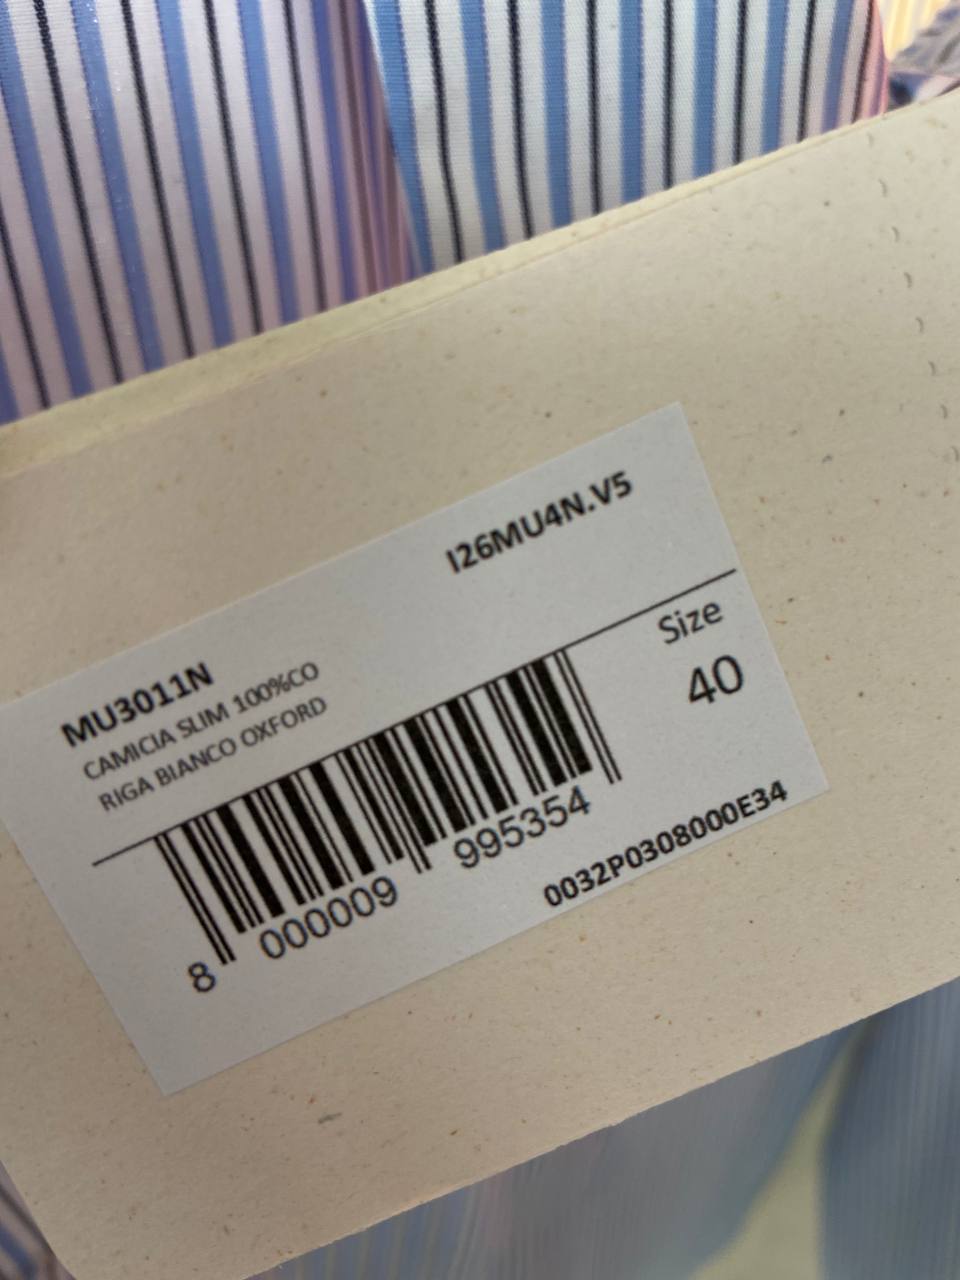 I26MU4N.V5
MU3011N
CAMICIA SLIM 100%CO
RIGA BIANCO OXFORD
Size
40
8 000009 995354
0032P0308000E34